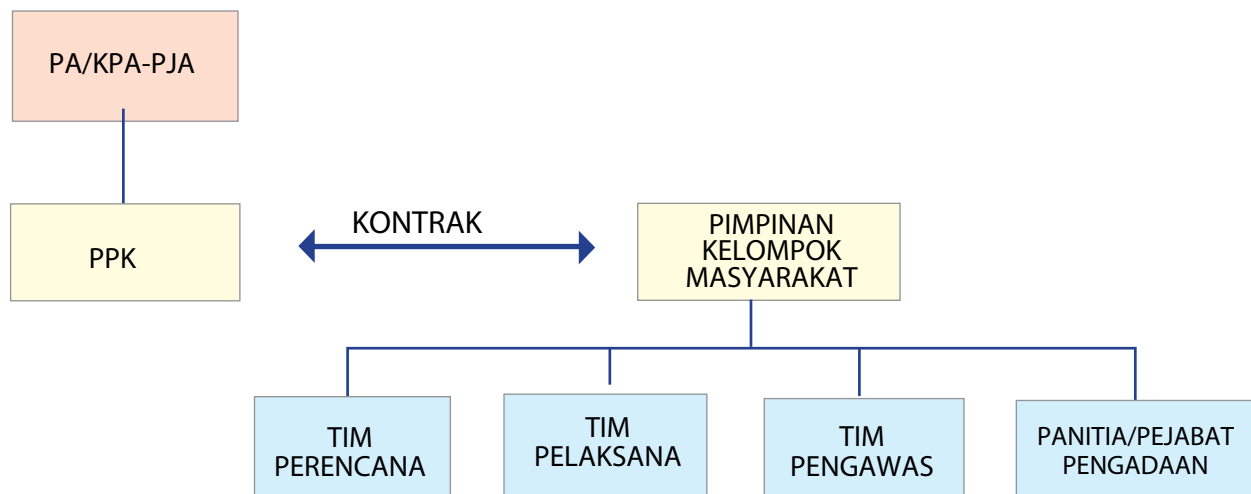 PA/KPA-PJA
PPK
KONTRAK
PIMPINAN
KELOMPOK
MASYARAKAT
TIM
PERENCANA
TIM
PELAKSANA
TIM
PENGAWAS
PANITIA/PEJABAT
PENGADAAN